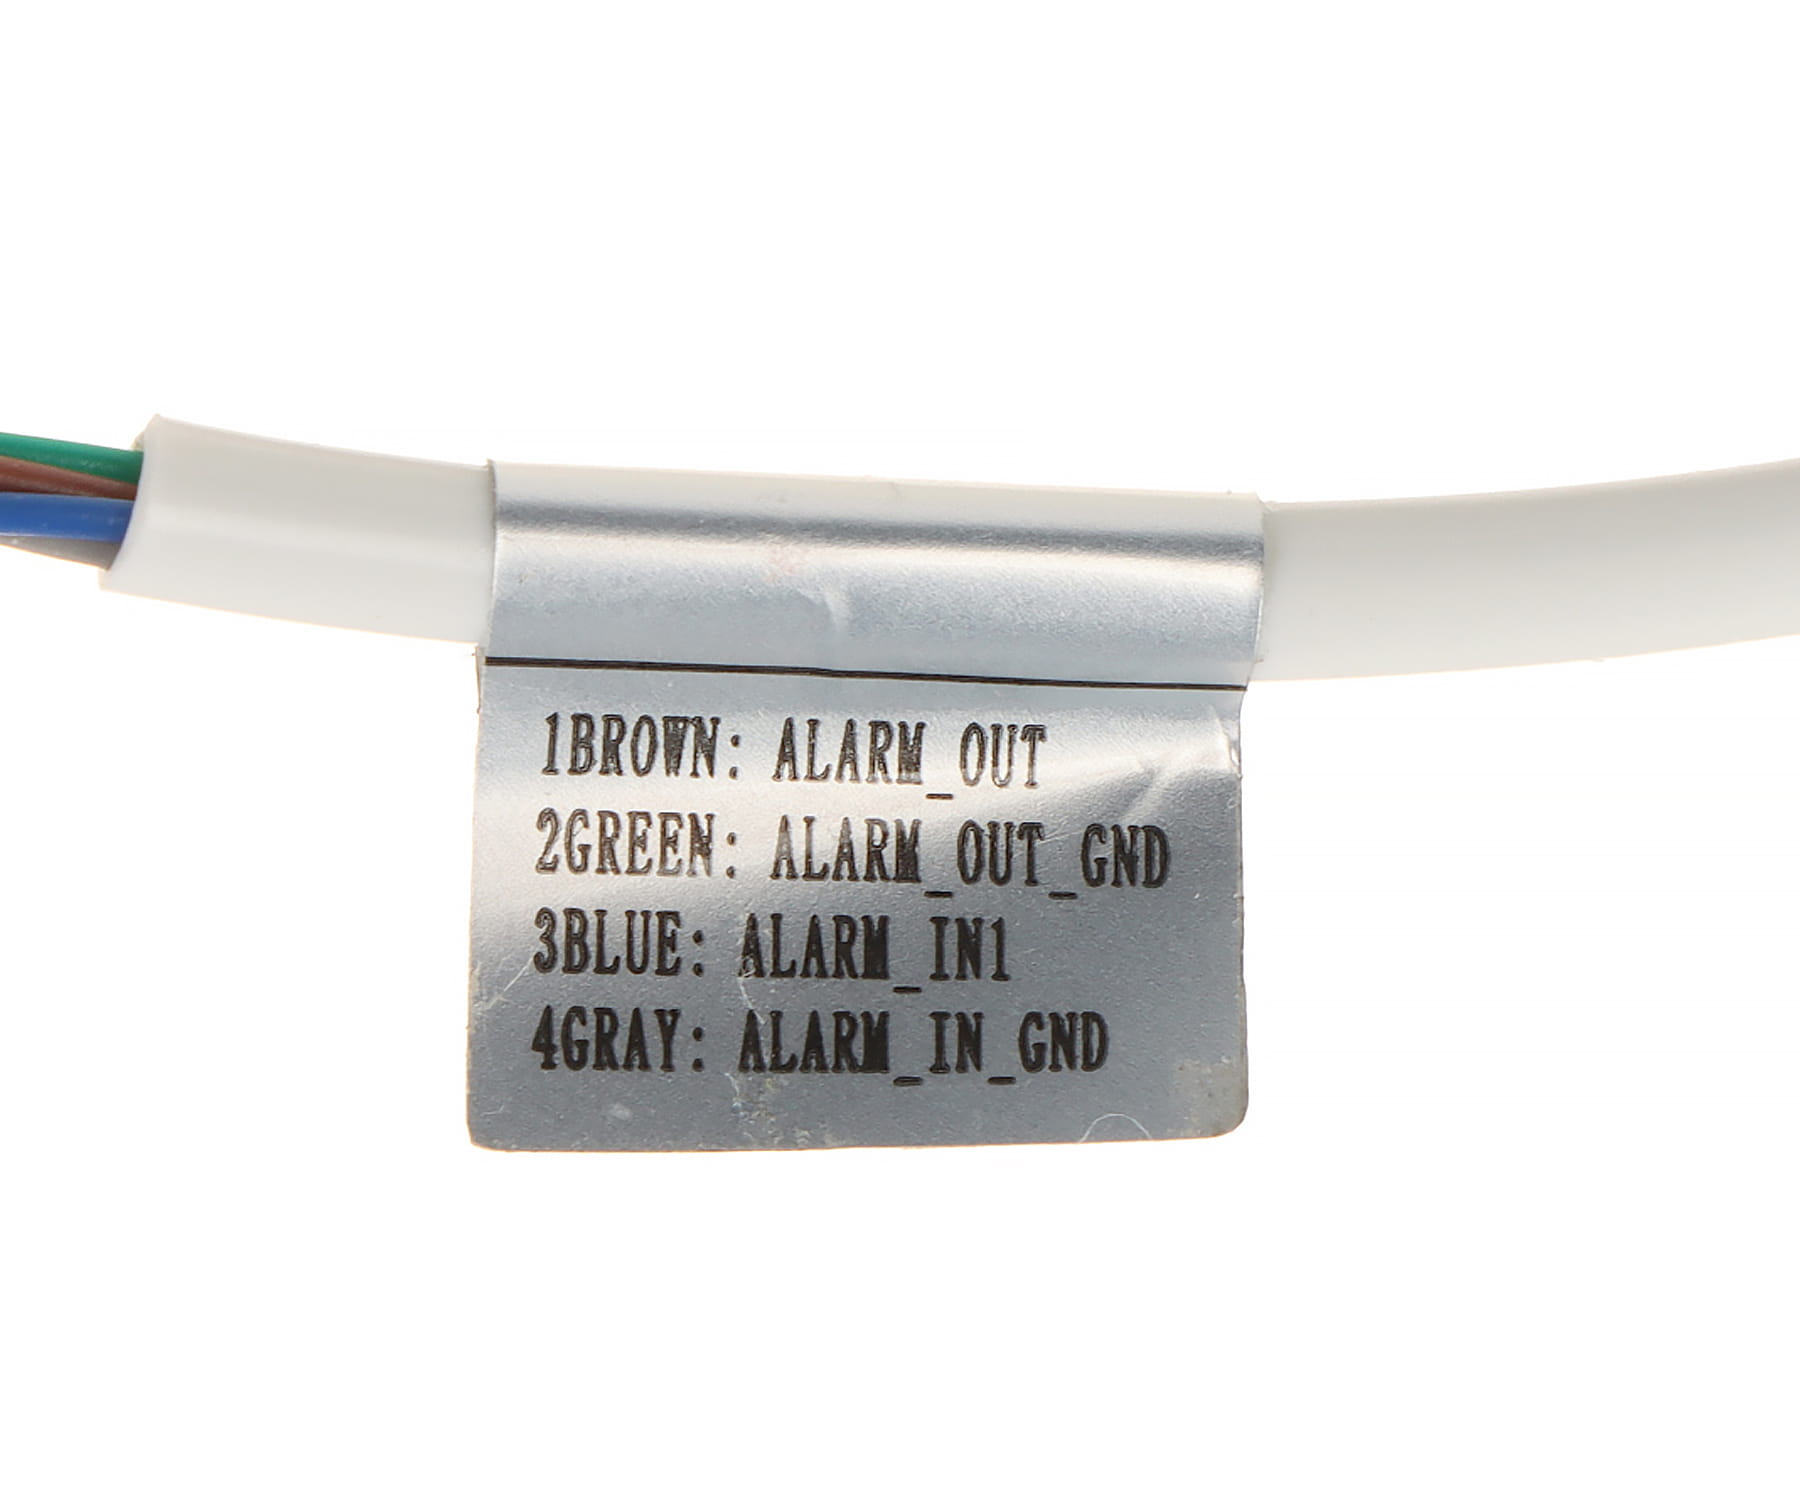 1BROWN: ALARM_OUT
2GREEN: ALARM_OUT_GND
3BLUE: ALARM_IN1
4GRAY: ALARM_IN_GND